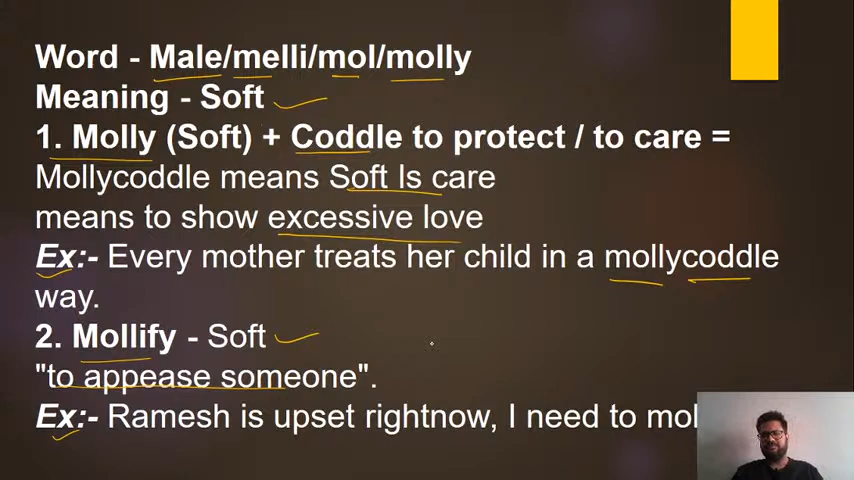 Word - Male/melli/mol/molly
Meaning - Soft
1. Molly (Soft) + Coddle to protect / to care =
Mollycoddle means Soft Is care
means to show excessive love
Ex:- Every mother treats her child in a mollycoddle
way.
2. Mollify - Soft
"to appease someone".
Ex:- Ramesh is upset rightnow, I need to